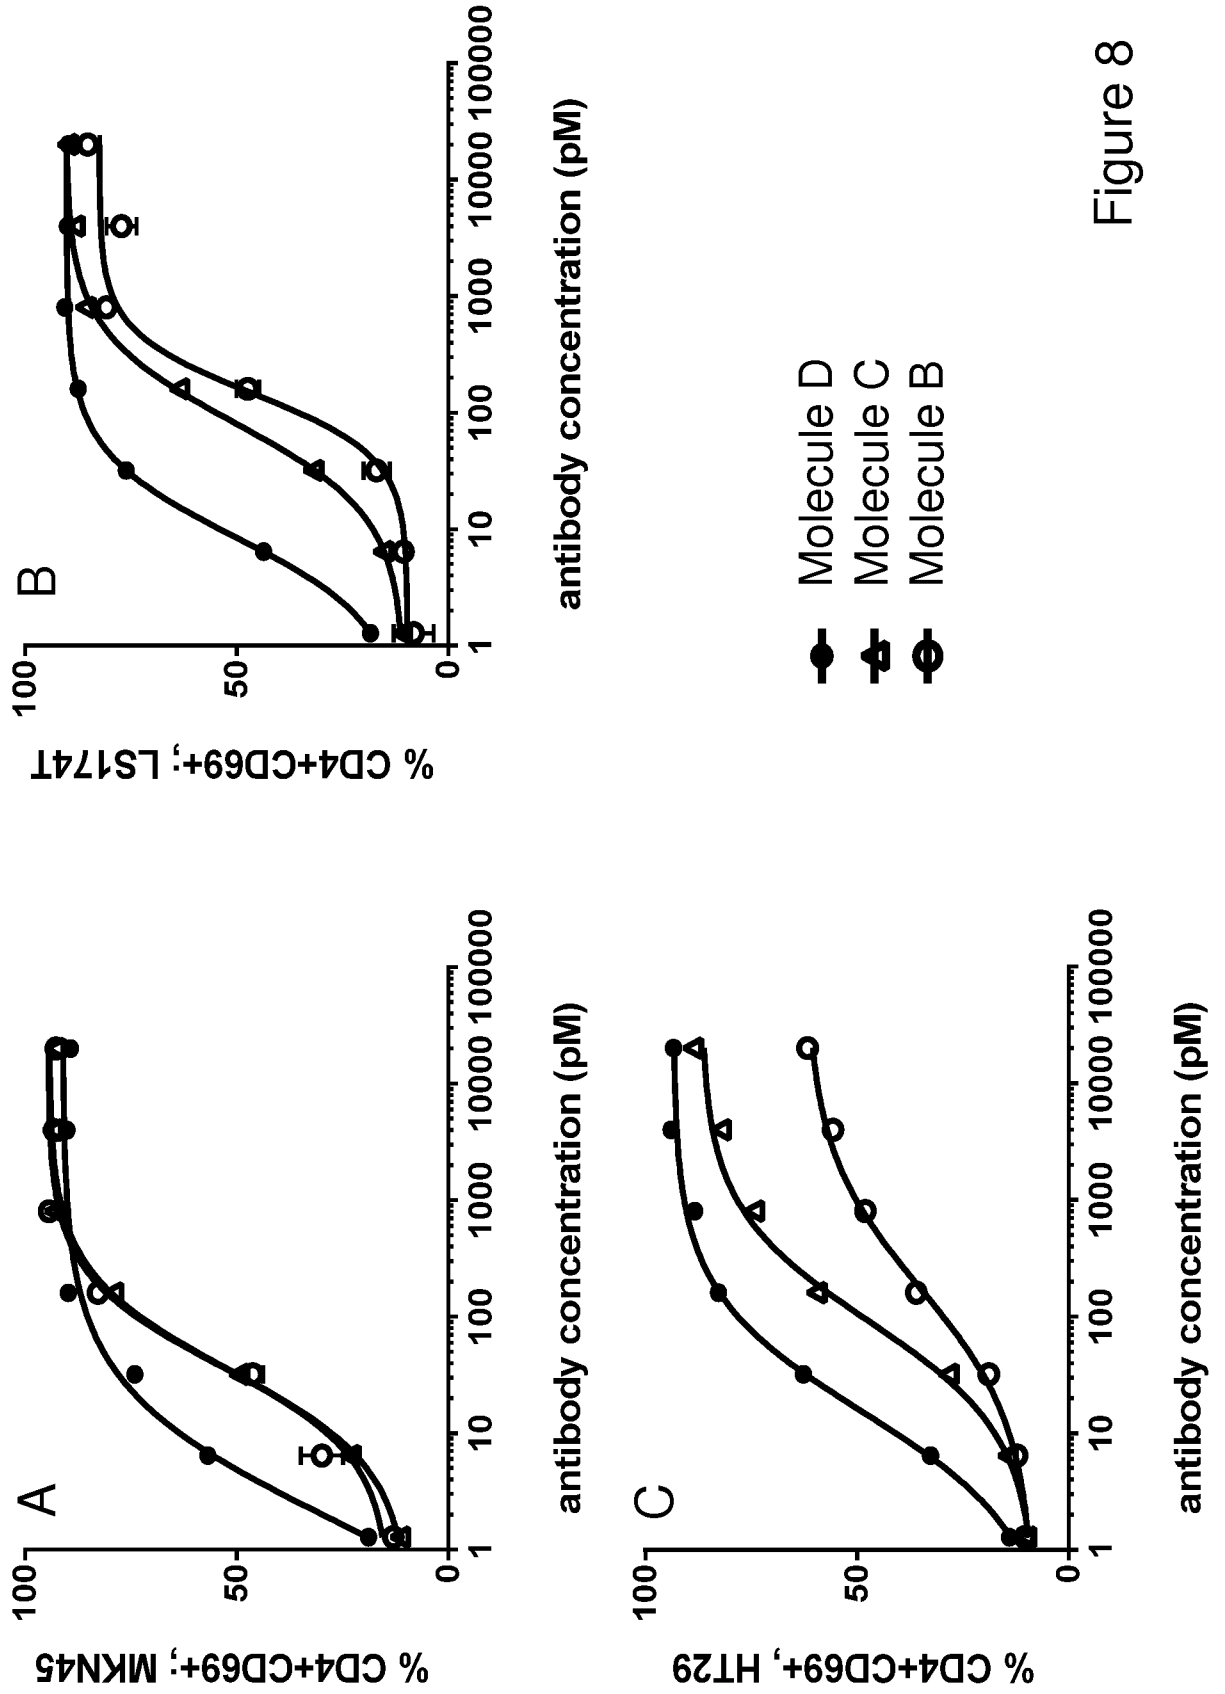 A
% CD4+CD69+; MKN45
100
50
0
1 10 100 1000 10000 100000
antibody concentration (pM)
B
% CD4+CD69+; LS174T
100
50
0
1 10 100 1000 10000 100000
antibody concentration (pM)
C
% CD4+CD69+, HT29
100
50
0
1 10 100 1000 10000 100000
antibody concentration (pM)
Molecule D
Molecule C
Molecule B
Figure 8